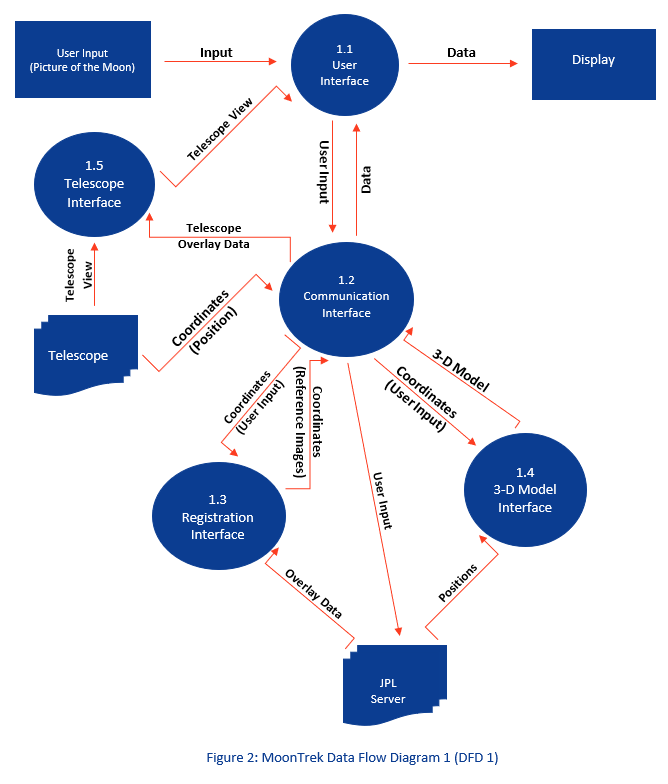 User Input
(Picture of the Moon)
Input
1.1
User
Interface
Data
Display
Telescope View
1.5
Telescope
Interface
User Input
Data
Telescope
Overlay Data
Telescope
View
1.2
Communication
Interface
Telescope
Coordinates
(Position)
Coordinates
(User Input)
Coordinates
(Reference Images)
3-D Model
Coordinates
(User Input)
User Input
1.3
Registration
Interface
1.4
3-D Model
Interface
Overlay Data
Positions
JPL
Server
Figure 2: MoonTrek Data Flow Diagram 1 (DFD 1)